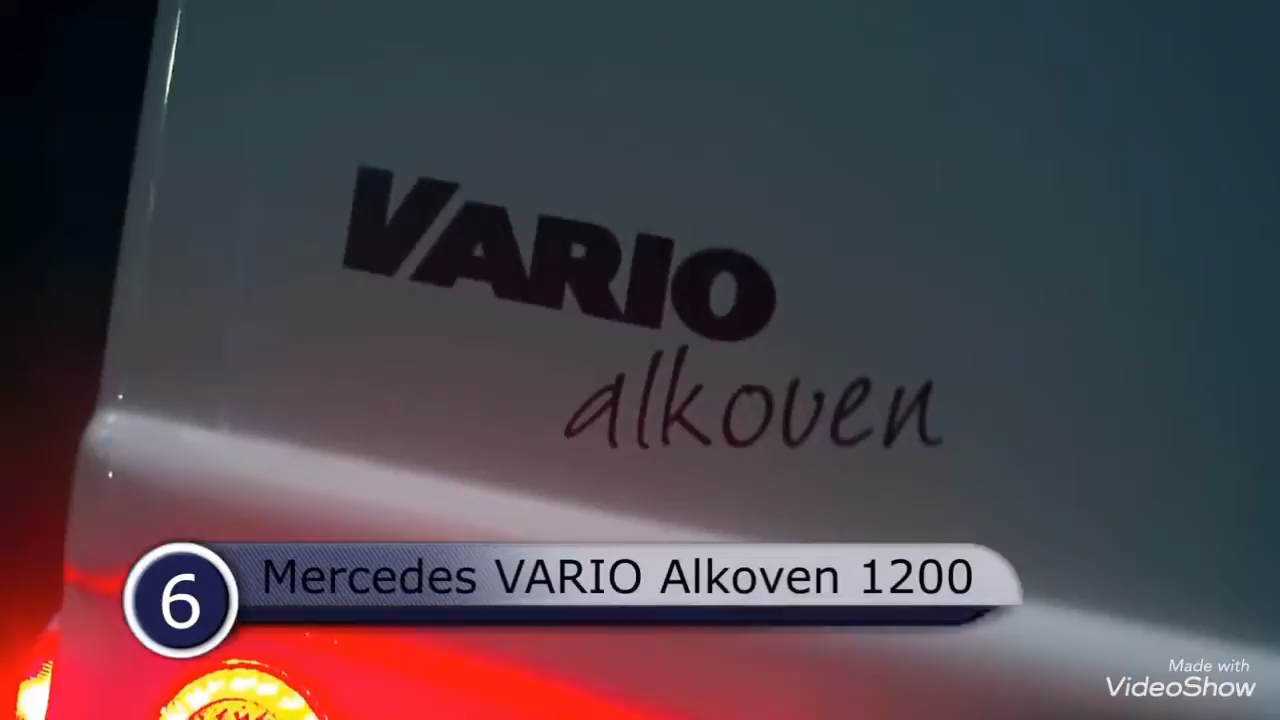 VARIO
alkoven
6
Mercedes VARIO Alkoven 1200
Made with
VideoShow